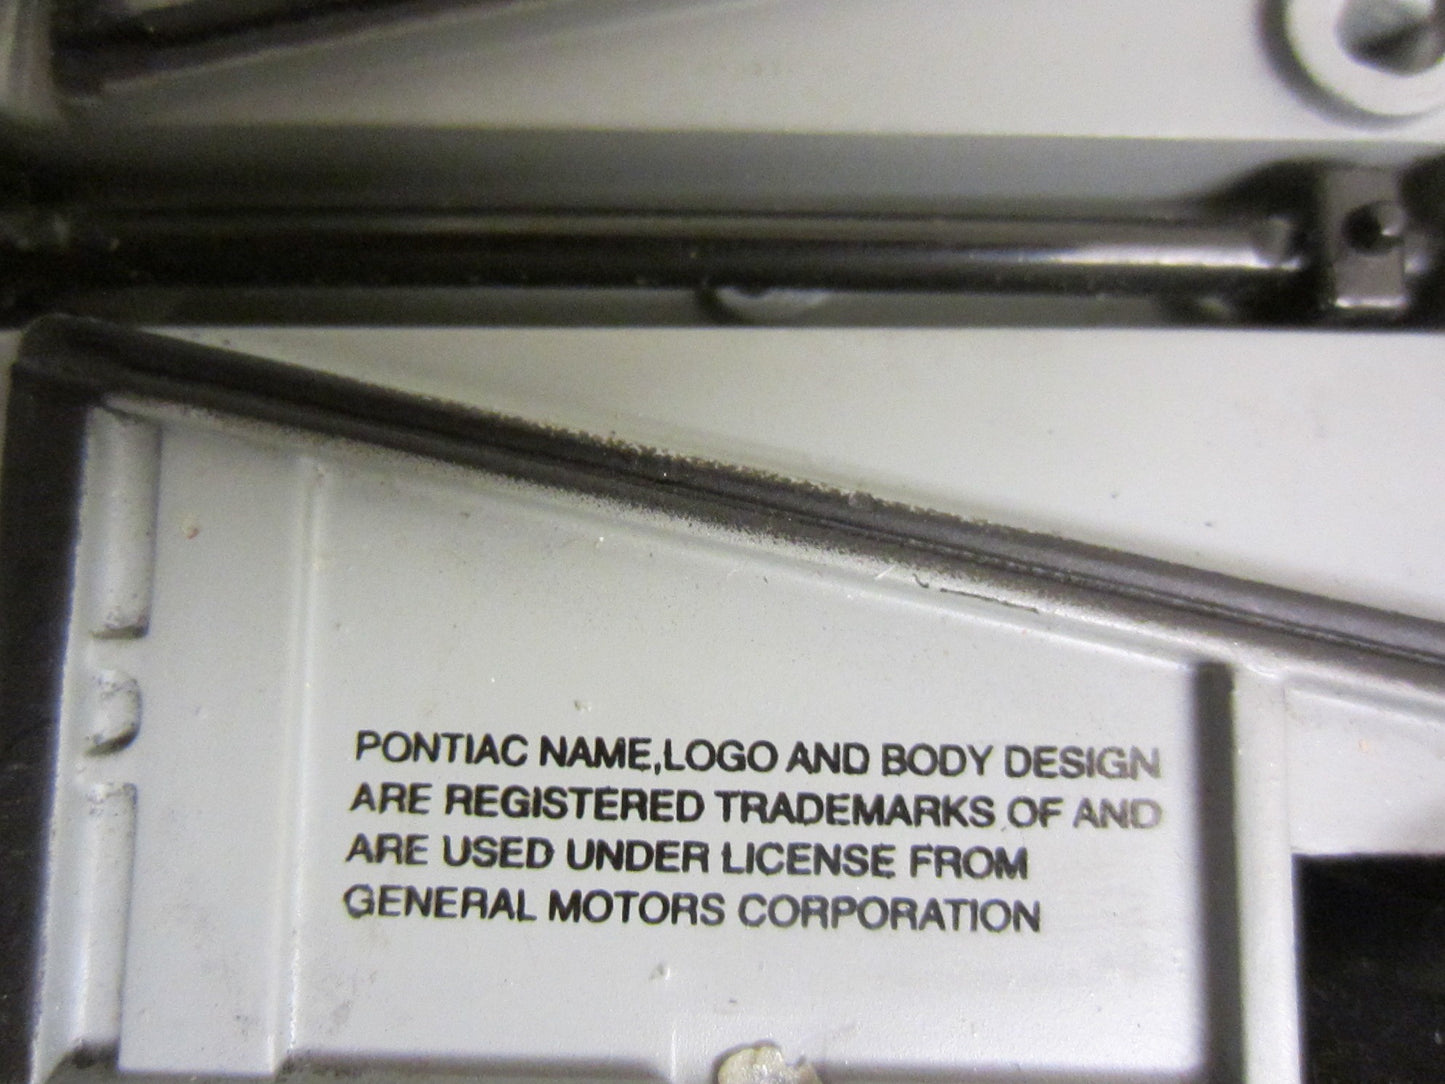 PONTIAC NAME,LOGO AND BODY DESIGN
ARE REGISTERED TRADEMARKS OF AND
ARE USED UNDER LICENSE FROM
GENERAL MOTORS CORPORATION